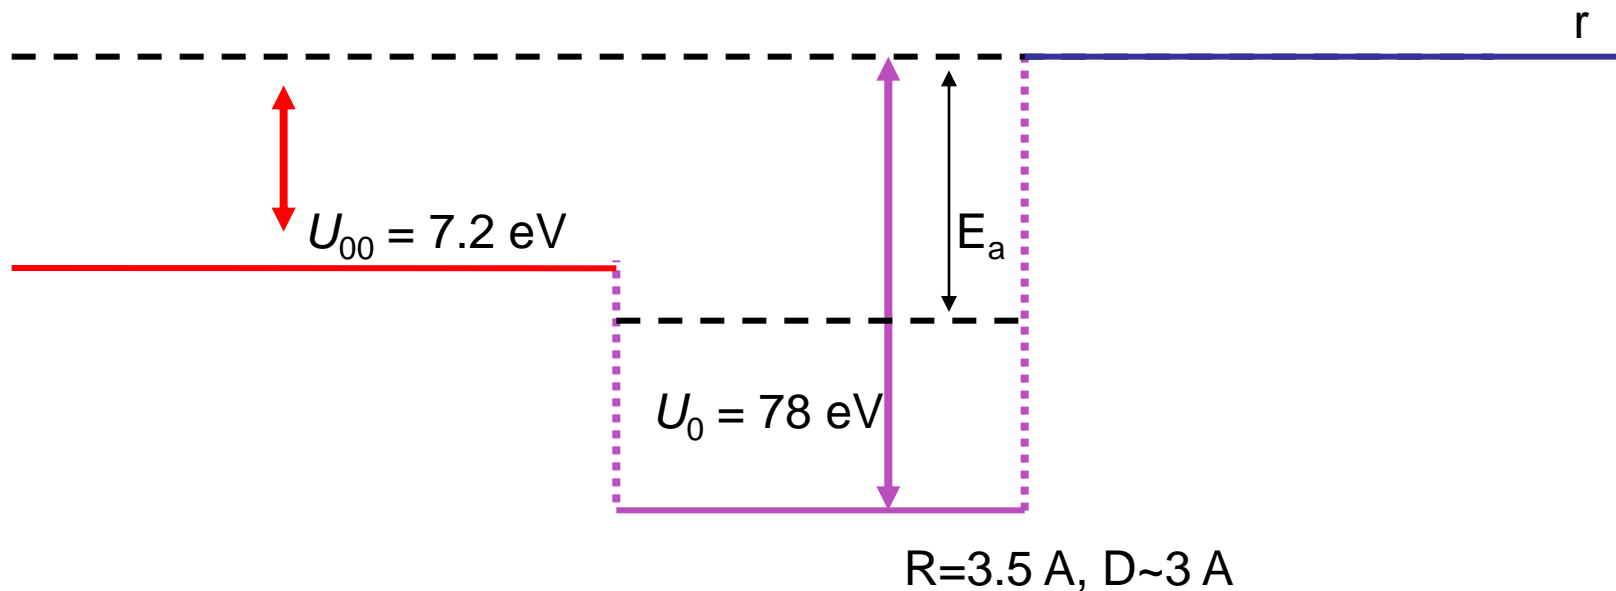 r
U₀₀ = 7.2 eV
Eₐ
U₀ = 78 eV
R=3.5 A, D~3 A